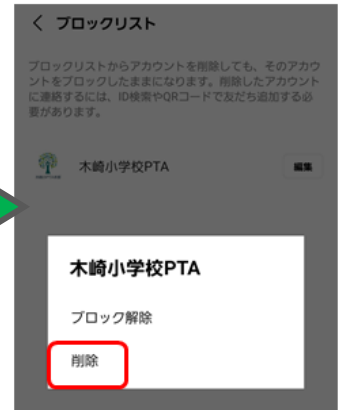 < ブロックリスト
ブロックリストからアカウントを削除しても、そのアカウ
ントをブロックしたままになります。削除したアカウント
に連絡するには、ID検索やQRコードで友だち追加する必
要があります。
木崎小学校PTA
編集
木崎小学校PTA
ブロック解除
削除